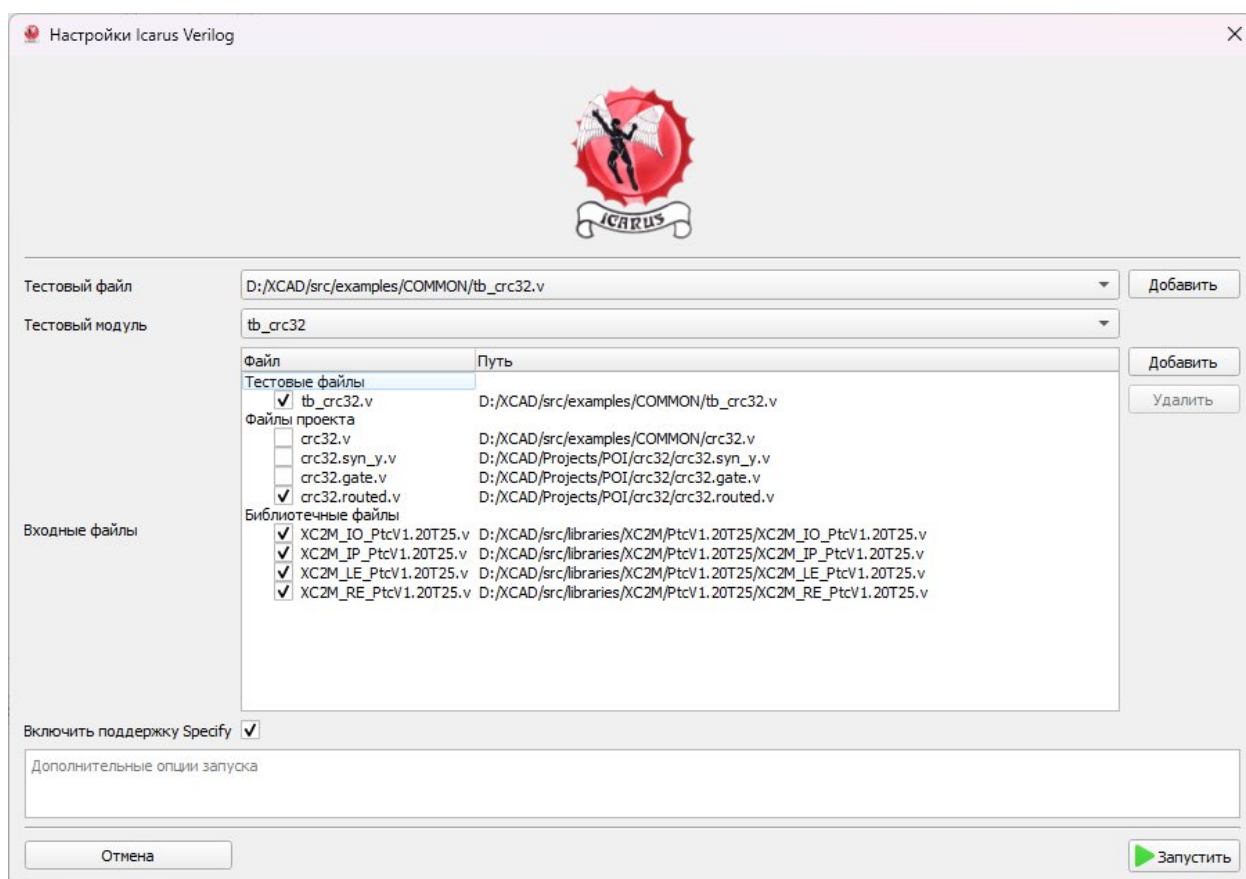 Настройки Icarus Verilog
ICARUS
Тестовый файл D:/XCAD/src/examples/COMMON/tb_crc32.v Добавить
Тестовый модуль tb_crc32
Файл Путь Добавить
Тестовые файлы
tb_crc32.v D:/XCAD/src/examples/COMMON/tb_crc32.v Удалить
Файлы проекта
crc32.v D:/XCAD/src/examples/COMMON/crc32.v
crc32.syn_y.v D:/XCAD/Projects/POI/crc32/crc32.syn_y.v
crc32.gate.v D:/XCAD/Projects/POI/crc32/crc32.gate.v
crc32.routed.v D:/XCAD/Projects/POI/crc32/crc32.routed.v
Библиотечные файлы
Входные файлы XC2M_IO_PtcV1.20T25.v D:/XCAD/src/libraries/XC2M/PtcV1.20T25/XC2M_IO_PtcV1.20T25.v
XC2M_IP_PtcV1.20T25.v D:/XCAD/src/libraries/XC2M/PtcV1.20T25/XC2M_IP_PtcV1.20T25.v
XC2M_LE_PtcV1.20T25.v D:/XCAD/src/libraries/XC2M/PtcV1.20T25/XC2M_LE_PtcV1.20T25.v
XC2M_RE_PtcV1.20T25.v D:/XCAD/src/libraries/XC2M/PtcV1.20T25/XC2M_RE_PtcV1.20T25.v
Включить поддержку Specify
Дополнительные опции запуска
Отмена Запустить